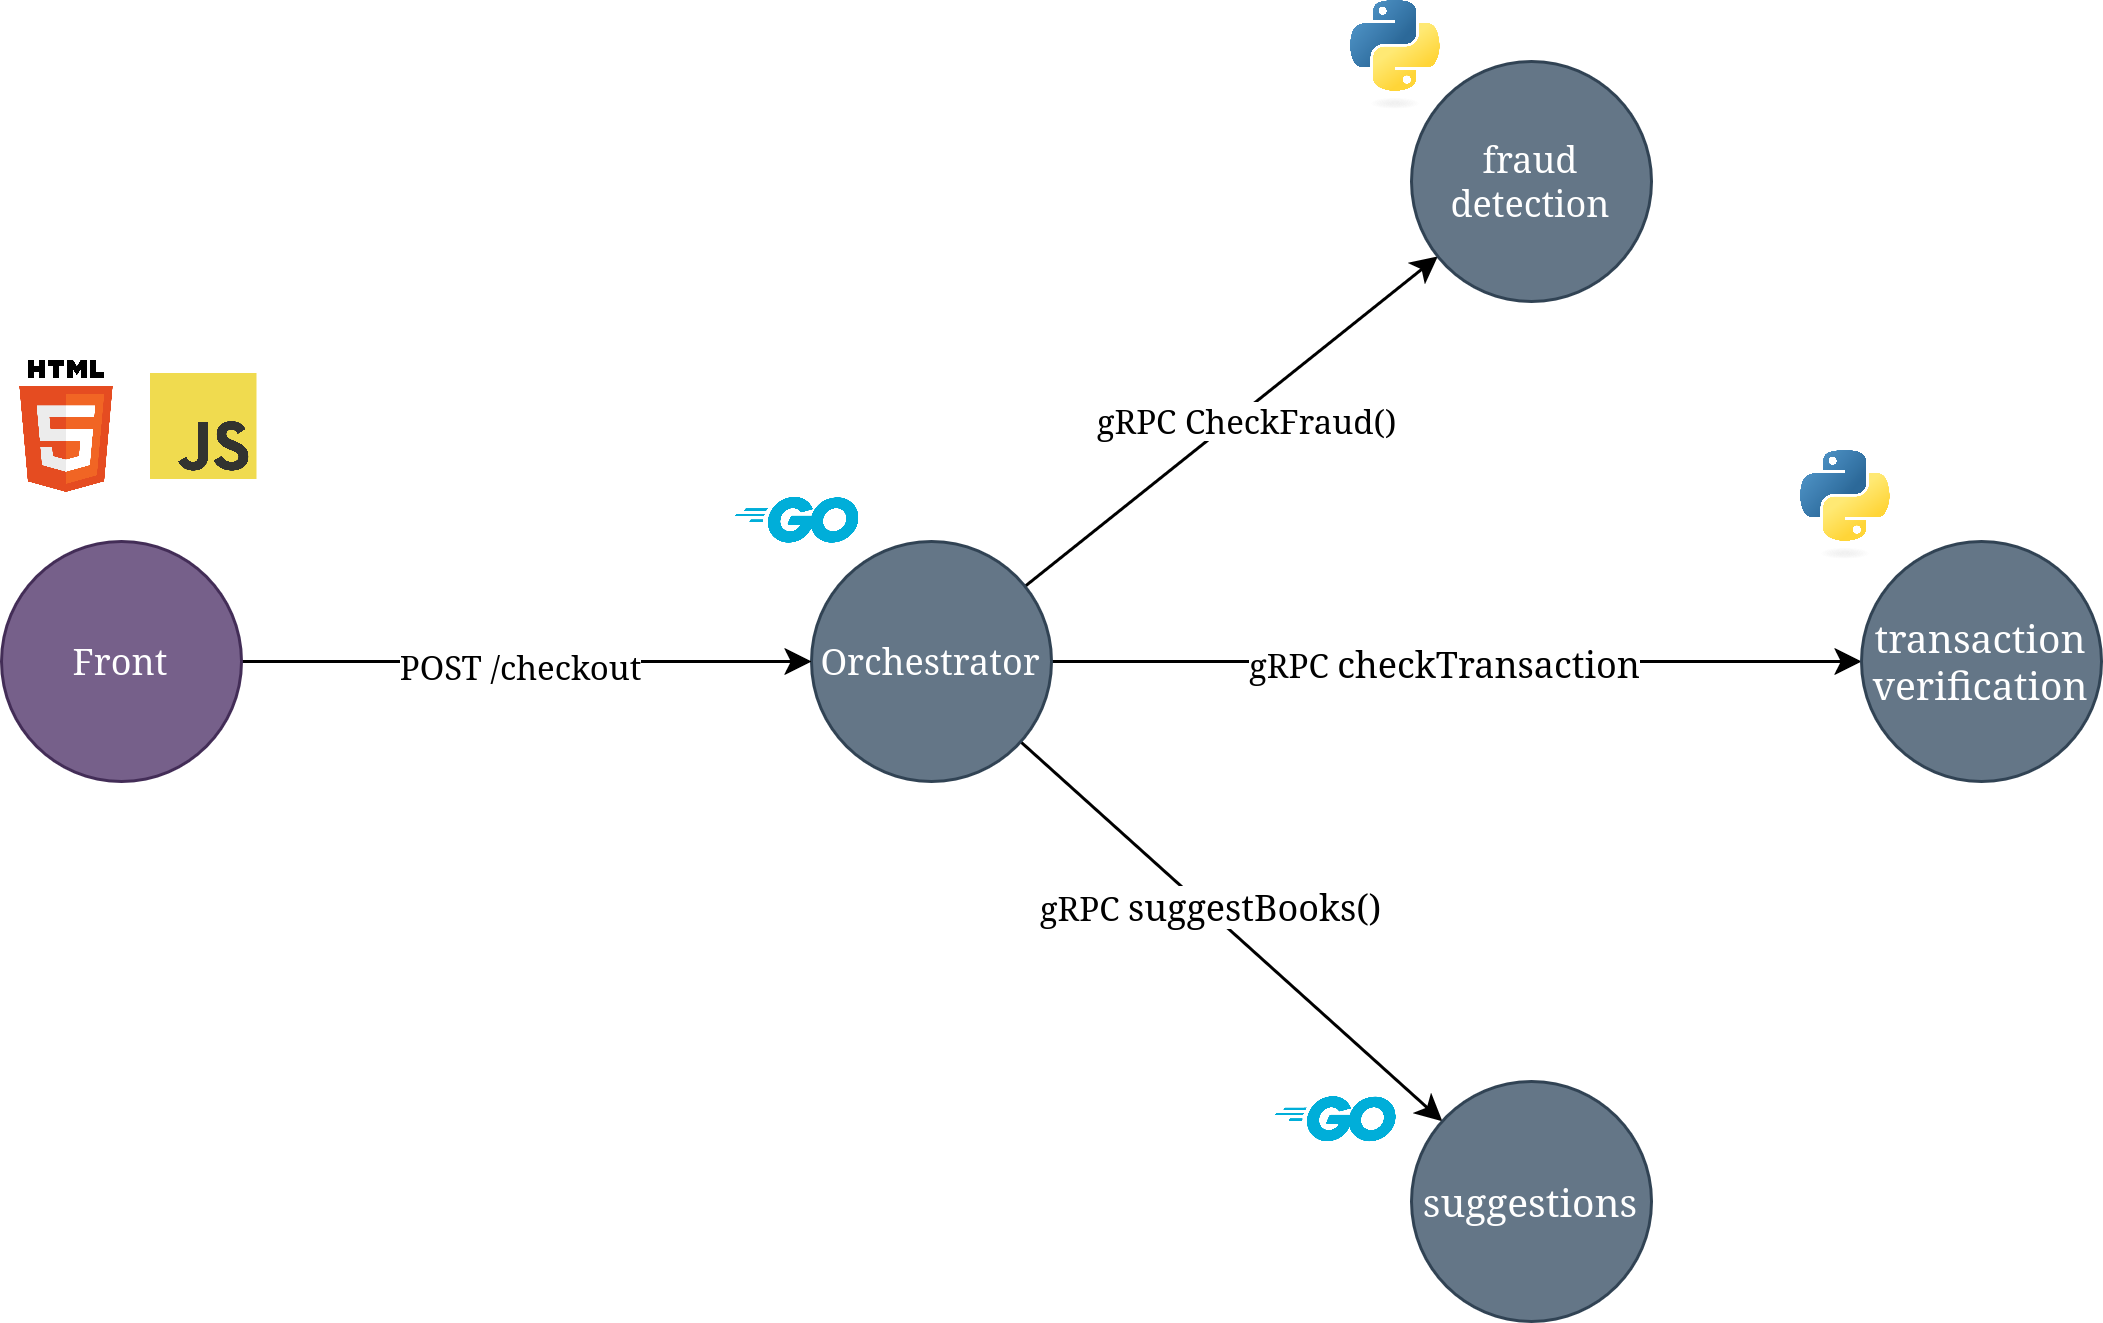 fraud
detection
HTML
5
JS
gRPC CheckFraud()
GO
Front
POST /checkout
Orchestrator
gRPC checkTransaction
transaction
verification
gRPC suggestBooks()
GO
suggestions